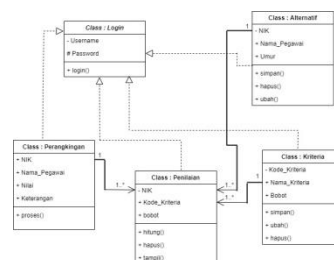 Class : Login
- Username
# Password
+ login()
Class : Alternatif
- NIK
+ Nama_Pegawai
+ Umur
+ simpan()
+ hapus()
+ ubah()
1
Class : Perangkingan
+ NIK
+ Nama_Pegawai
+ Nilai
+ Keterangan
+ proses()
1
1..*
Class : Penilaian
- NIK
+ Kode_Kriteria
+ bobot
+ hitung()
+ hapus()
+ tampil()
1..*
1..*
1
Class : Kriteria
- Kode_Kriteria
+ Nama_Kriteria
+ Bobot
+ simpan()
+ ubah()
+ hapus()